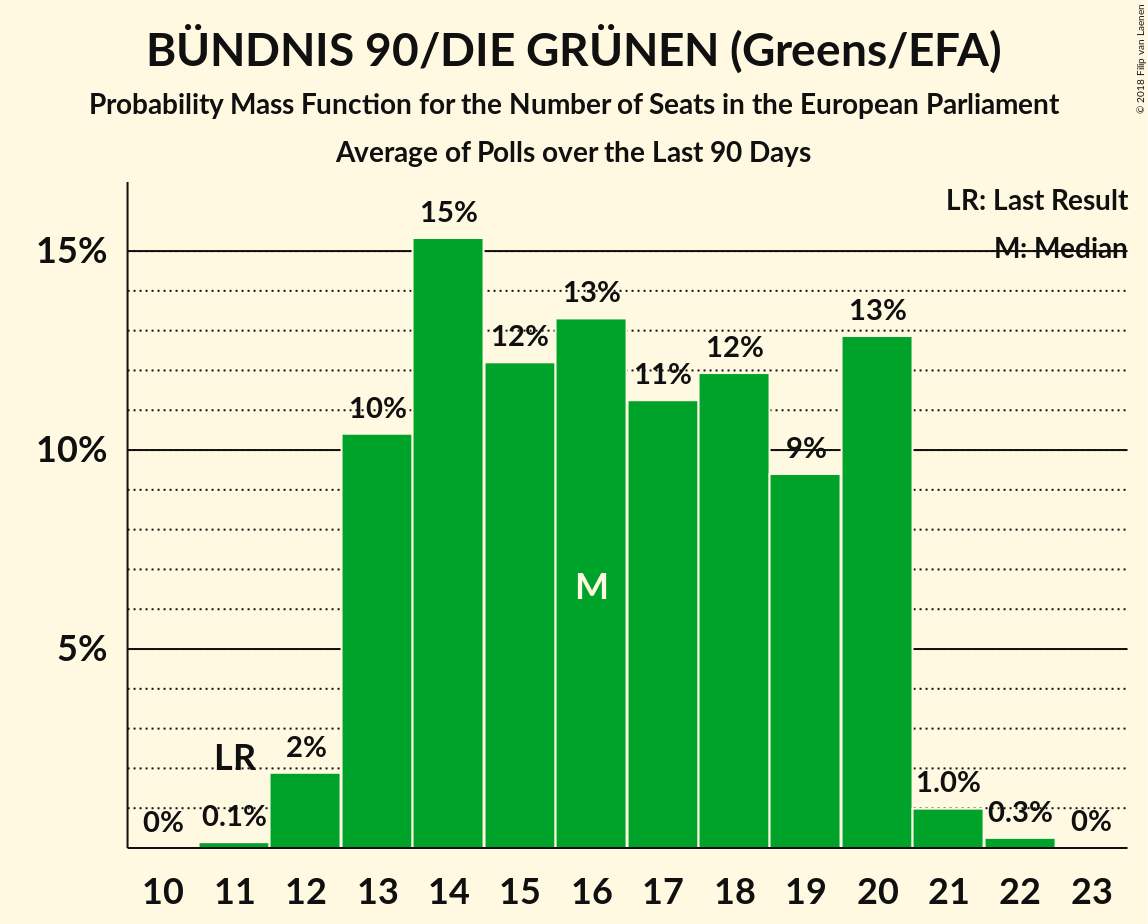 BÜNDNIS 90/DIE GRÜNEN (Greens/EFA)
Probability Mass Function for the Number of Seats in the European Parliament
Average of Polls over the Last 90 Days
© 2018 Filip van Laenen
LR: Last Result
M: Median
15%
10%
5%
0%
0.1%
LR
2%
10%
15%
12%
13%
M
11%
12%
9%
13%
1.0%
0.3%
0%
10 11 12 13 14 15 16 17 18 19 20 21 22 23